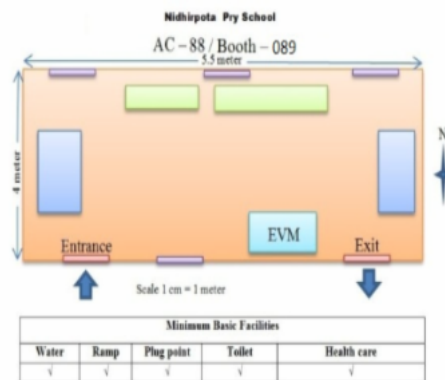 Nidhirpota Pry School
AC – 88 / Booth – 089
5.5 meter
4 meter
N
EVM
Entrance
Exit
Scale 1 cm = 1 meter
Minimum Basic Facilities
Water Ramp Plug point Toilet Health care
√ √ √ √ √